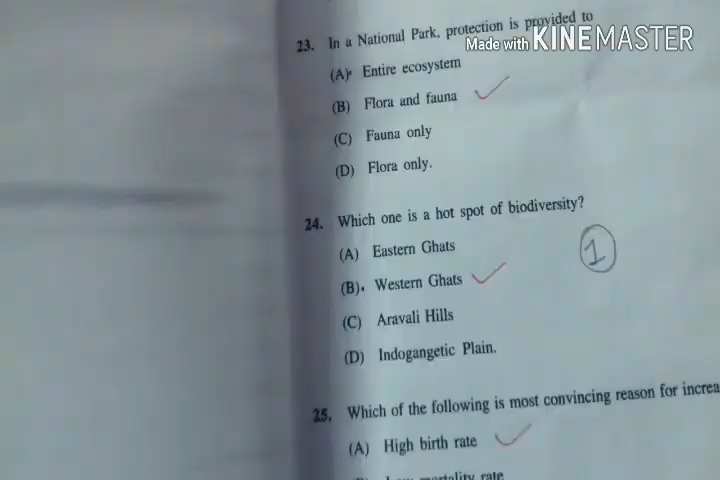 23. In a National Park, protection is provided to
Made with KINEMASTER
(A) Entire ecosystem
(B) Flora and fauna
(C) Fauna only
(D) Flora only.
24. Which one is a hot spot of biodiversity?
(A) Eastern Ghats
1
(B). Western Ghats
(C) Aravali Hills
(D) Indogangetic Plain.
25. Which of the following is most convincing reason for
(A) High birth rate
mortality rate